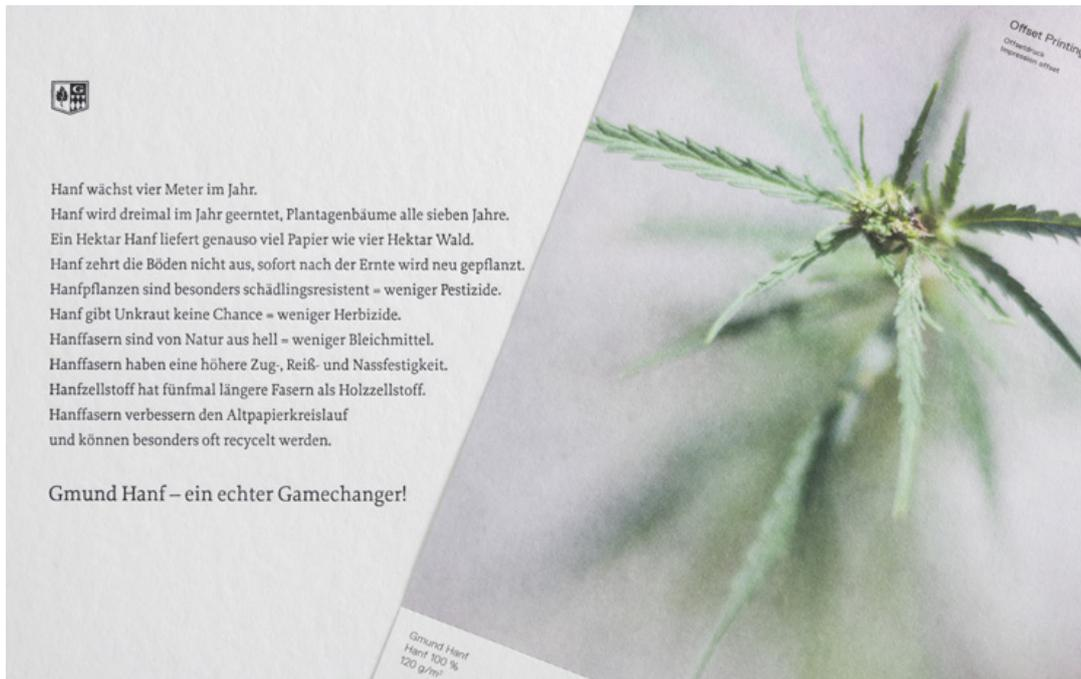 Hanf wächst vier Meter im Jahr.
Hanf wird dreimal im Jahr geerntet, Plantagenbäume alle sieben Jahre.
Ein Hektar Hanf liefert genauso viel Papier wie vier Hektar Wald.
Hanf zehrt die Böden nicht aus, sofort nach der Ernte wird neu gepflanzt.
Hanfpflanzen sind besonders schädlingsresistent = weniger Pestizide.
Hanf gibt Unkraut keine Chance = weniger Herbizide.
Hanffasern sind von Natur aus hell = weniger Bleichmittel.
Hanffasern haben eine höhere Zug-, Reiß- und Nassfestigkeit.
Hanfzellstoff hat fünfmal längere Fasern als Holzzellstoff.
Hanffasern verbessern den Altpapierkreislauf
und können besonders oft recycelt werden.
Gmund Hanf – ein echter Gamechanger!
Offset Printing
Offsetdruck
Impression offset
Gmund Hanf
Hanf 100 %
120 g/m²